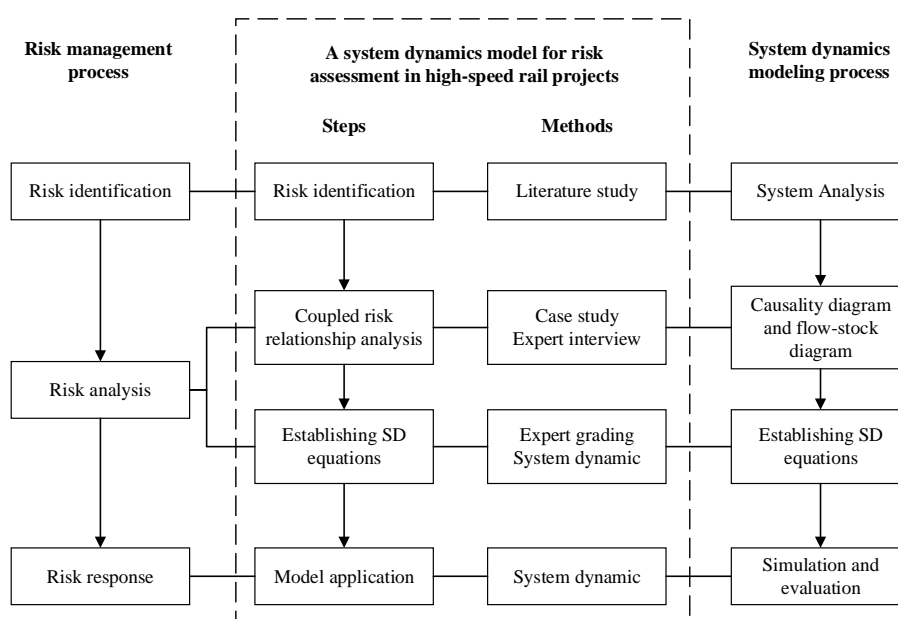 Risk management
process
A system dynamics model for risk
assessment in high-speed rail projects
System dynamics
modeling process
Steps
Methods
Risk identification
Risk identification
Literature study
System Analysis
Coupled risk
relationship analysis
Case study
Expert interview
Causality diagram
and flow-stock
diagram
Risk analysis
Establishing SD
equations
Expert grading
System dynamic
Establishing SD
equations
Risk response
Model application
System dynamic
Simulation and
evaluation